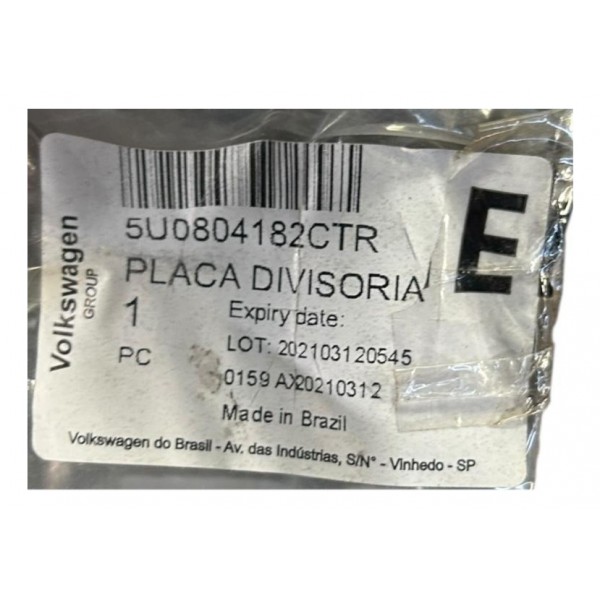 Volkswagen
GROUP
5U0804182CTR
PLACA DIVISORIA
E
1
Expiry date:
PC
LOT: 202103120545
0159 AX20210312
Made in Brazil
Volkswagen do Brasil - Av. das Indústrias, S/N° - Vinhedo - SP